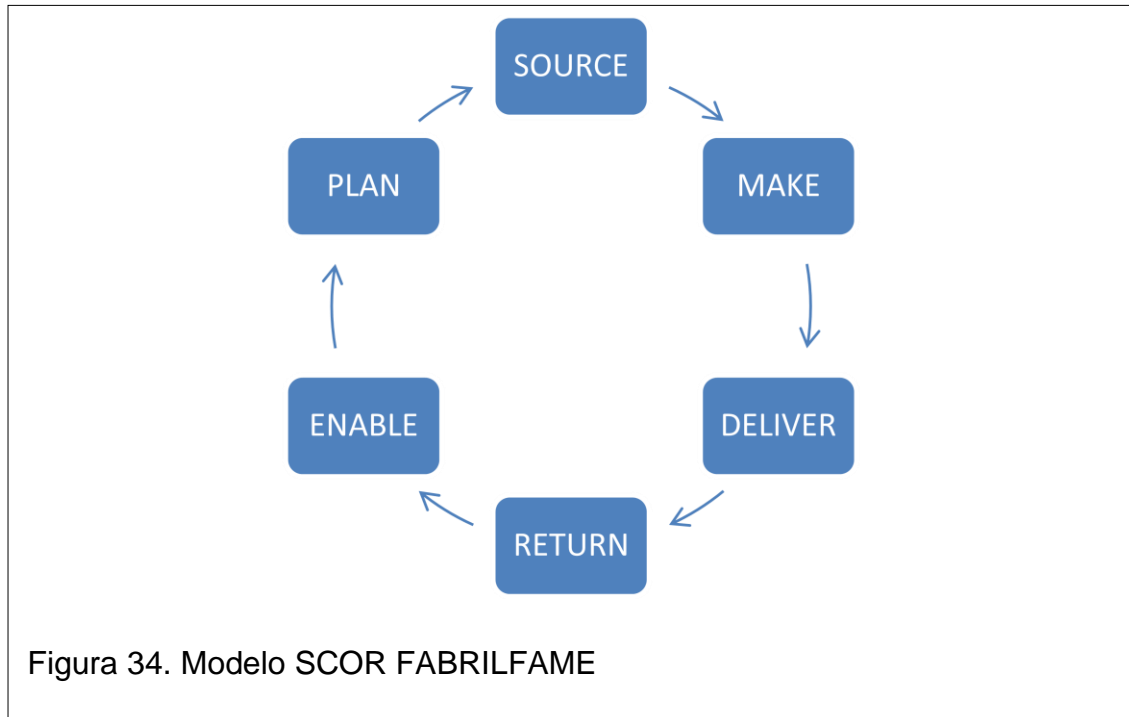 SOURCE
PLAN
MAKE
ENABLE
DELIVER
RETURN
Figura 34. Modelo SCOR FABRILFAME